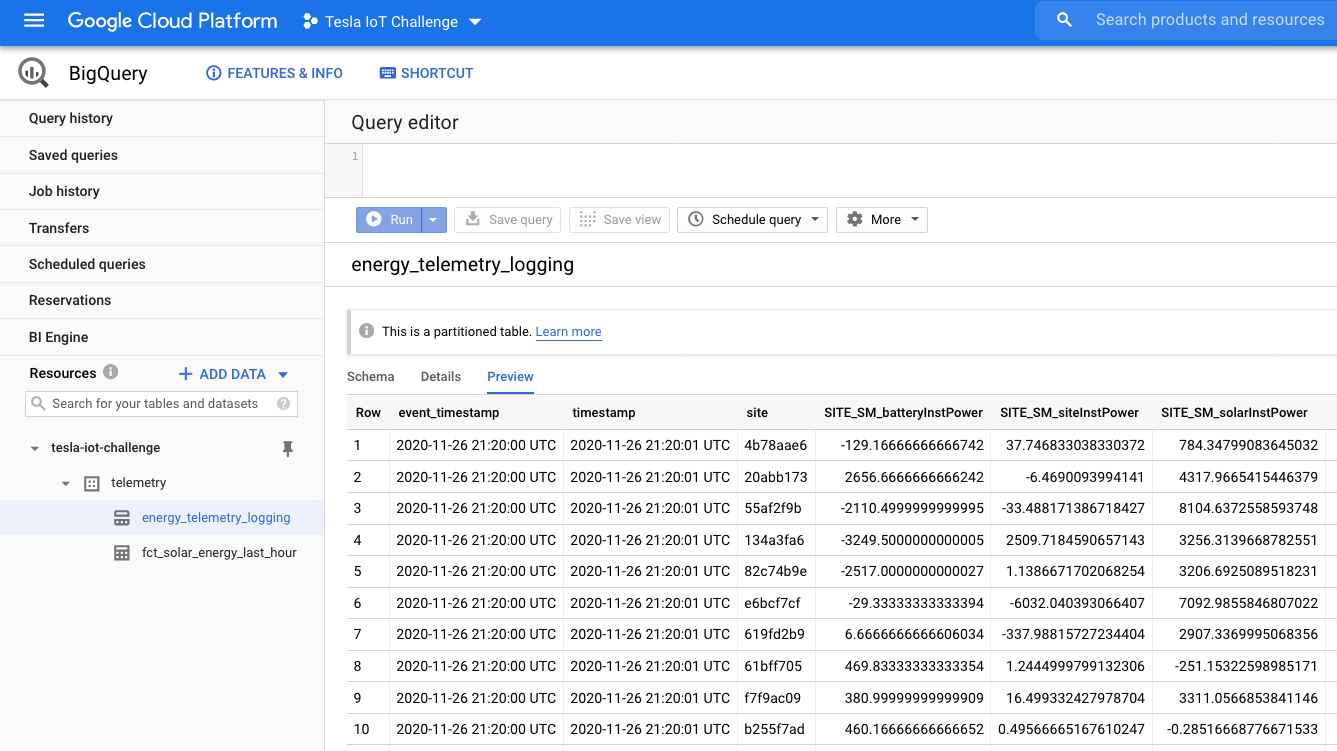 Google Cloud Platform Tesla IoT Challenge Search products and resources
BigQuery FEATURES & INFO SHORTCUT
Query history
Saved queries
Job history
Transfers
Scheduled queries
Reservations
BI Engine
Resources ADD DATA
Search for your tables and datasets
tesla-iot-challenge
telemetry
energy_telemetry_logging
fct_solar_energy_last_hour
Query editor
1
Run Save query Save view Schedule query More
energy_telemetry_logging
This is a partitioned table. Learn more
Schema Details Preview
Row event_timestamp timestamp site SITE_SM_batteryInstPower SITE_SM_siteInstPower SITE_SM_solarInstPower
1 2020-11-26 21:20:00 UTC 2020-11-26 21:20:01 UTC 4b78aae6 -129.16666666666742 37.746833038330372 784.34799083645032
2 2020-11-26 21:20:00 UTC 2020-11-26 21:20:01 UTC 20abb173 2656.6666666666242 -6.4690093994141 4317.9665415446379
3 2020-11-26 21:20:00 UTC 2020-11-26 21:20:01 UTC 55af2f9b -2110.4999999999995 -33.488171386718427 8104.6372558593748
4 2020-11-26 21:20:00 UTC 2020-11-26 21:20:01 UTC 134a3fa6 -3249.5000000000005 2509.7184590657143 3256.3139668782551
5 2020-11-26 21:20:00 UTC 2020-11-26 21:20:01 UTC 82c74b9e -2517.0000000000027 1.1386671702068254 3206.6925089518231
6 2020-11-26 21:20:00 UTC 2020-11-26 21:20:01 UTC e6bcf7cf -29.33333333333394 -6032.040393066407 7092.9855846807022
7 2020-11-26 21:20:00 UTC 2020-11-26 21:20:01 UTC 619fd2b9 6.6666666666606034 -337.98815727234404 2907.3369995068356
8 2020-11-26 21:20:00 UTC 2020-11-26 21:20:01 UTC 61bff705 469.83333333333354 1.2444999799132306 -251.15322598985171
9 2020-11-26 21:20:00 UTC 2020-11-26 21:20:01 UTC f7f9ac09 380.99999999999909 16.499332427978704 3311.0566853841146
10 2020-11-26 21:20:00 UTC 2020-11-26 21:20:01 UTC b255f7ad 460.16666666666652 0.495666665167610247 -0.28516668776671533